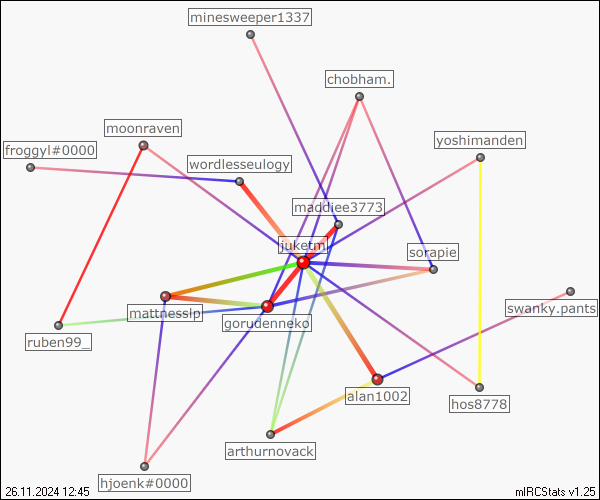 minesweeper1337
chobham.
moonraven
yoshimanden
froggyl#0000
wordlesseulogy
maddiee3773
juketm
sorapie
mattnessln
swanky.pants
gorudenneko
ruben99_
alan1002
hos8778
arthurnovack
hjoenk#0000
26.11.2024 12:45
mIRCStats v1.25